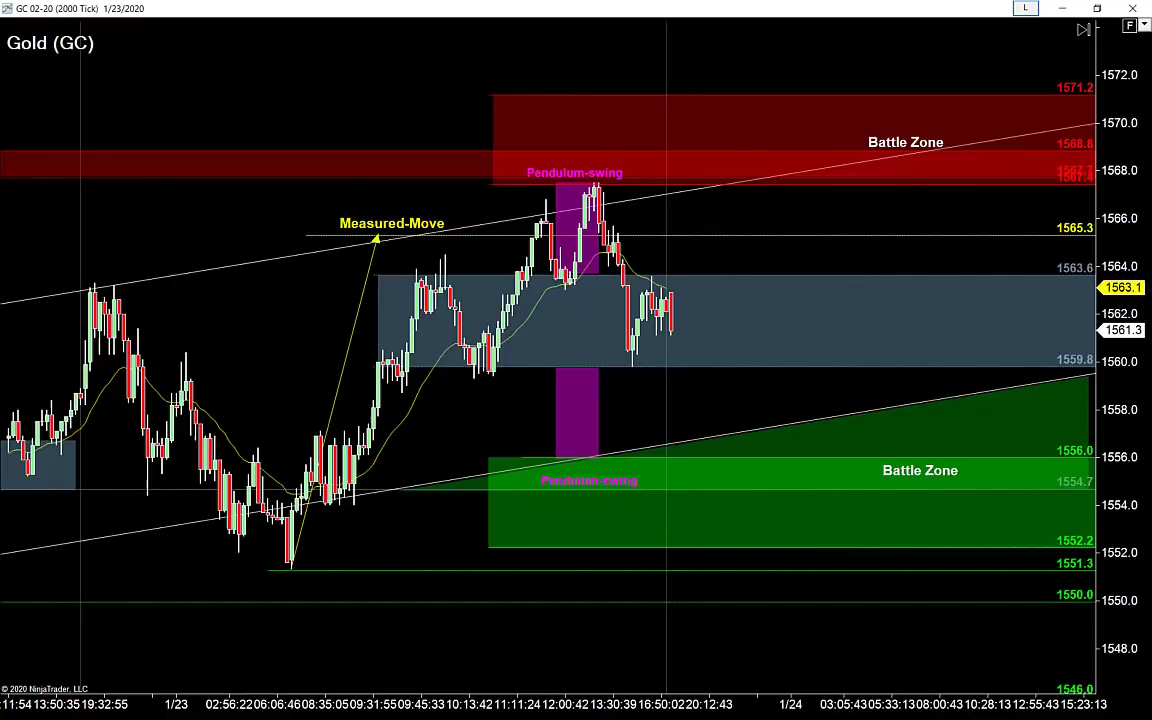 GC 02-20 (2000 Tick) 1/23/2020
L
F
Gold (GC)
1572.0
1571.2
1570.0
Battle Zone
1568.8
1568.0
1567.4
Pendulum-swing
Measured-Move
1566.0
1565.3
1564.0
1563.6
1563.1
1562.0
1561.3
1560.0
1559.8
1558.0
1556.0
1556.0
Battle Zone
Pendulum-swing
1554.7
1554.0
1552.2
1552.0
1551.3
1550.0
1550.0
1548.0
1546.0
© 2020 NinjaTrader, LLC
:11:54 13:50:35 19:32:55 1/23 02:56:22 06:06:46 08:35:05 9:31:55 09:45:33 10:13:42 11:11:24 12:00:42 13:30:39 16:50:02 20:12:43 1/24 03:05:43 05:33:13 08:00:43 10:28:13 12:55:43 15:23:13